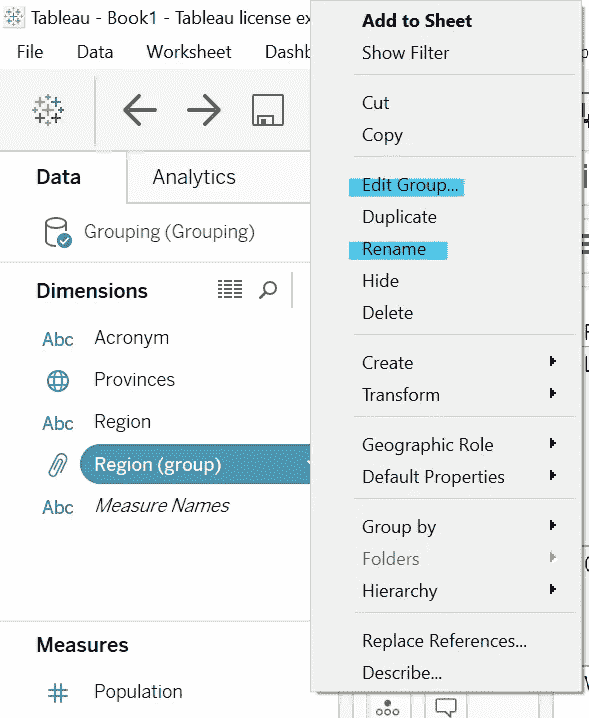 Tableau - Book1 - Tableau license ex
File Data Worksheet Dashb
Data Analytics
Grouping (Grouping)
Dimensions
Abc Acronym
Provinces
Abc Region
Region (group)
Abc Measure Names
Measures
# Population
Add to Sheet
Show Filter
Cut
Copy
Edit Group...
Duplicate
Rename
Hide
Delete
Create
Transform
Geographic Role
Default Properties
Group by
Folders
Hierarchy
Replace References...
Describe...